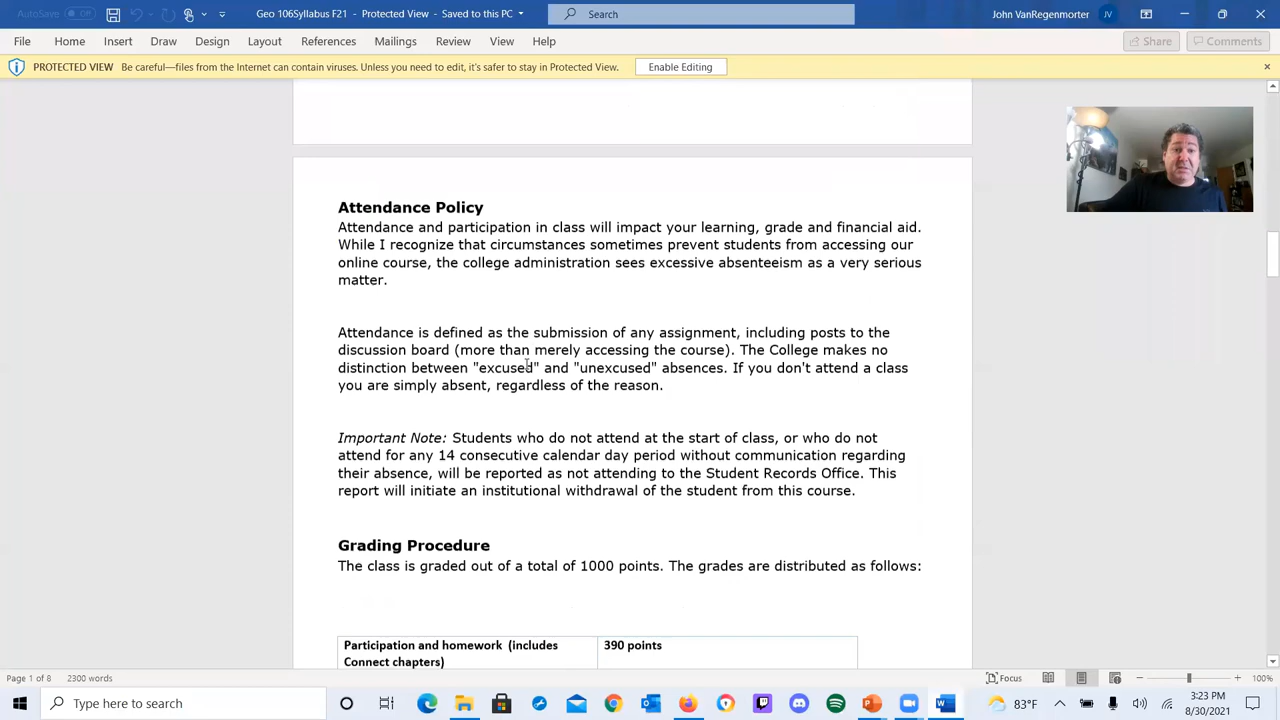 AutoSave Off Geo 106Syllabus F21 - Protected View • Saved to this PC Search John VanRegenmorter JV
File Home Insert Draw Design Layout References Mailings Review View Help Share Comments
PROTECTED VIEW Be careful—files from the Internet can contain viruses. Unless you need to edit, it's safer to stay in Protected View. Enable Editing
Attendance Policy
Attendance and participation in class will impact your learning, grade and financial aid.
While I recognize that circumstances sometimes prevent students from accessing our
online course, the college administration sees excessive absenteeism as a very serious
matter.
Attendance is defined as the submission of any assignment, including posts to the
discussion board (more than merely accessing the course). The College makes no
distinction between "excused" and "unexcused" absences. If you don't attend a class
you are simply absent, regardless of the reason.
Important Note: Students who do not attend at the start of class, or who do not
attend for any 14 consecutive calendar day period without communication regarding
their absence, will be reported as not attending to the Student Records Office. This
report will initiate an institutional withdrawal of the student from this course.
Grading Procedure
The class is graded out of a total of 1000 points. The grades are distributed as follows:
Participation and homework (includes
Connect chapters)
390 points
Page 1 of 8 2300 words Focus 100%
Type here to search 83°F 3:23 PM
8/30/2021